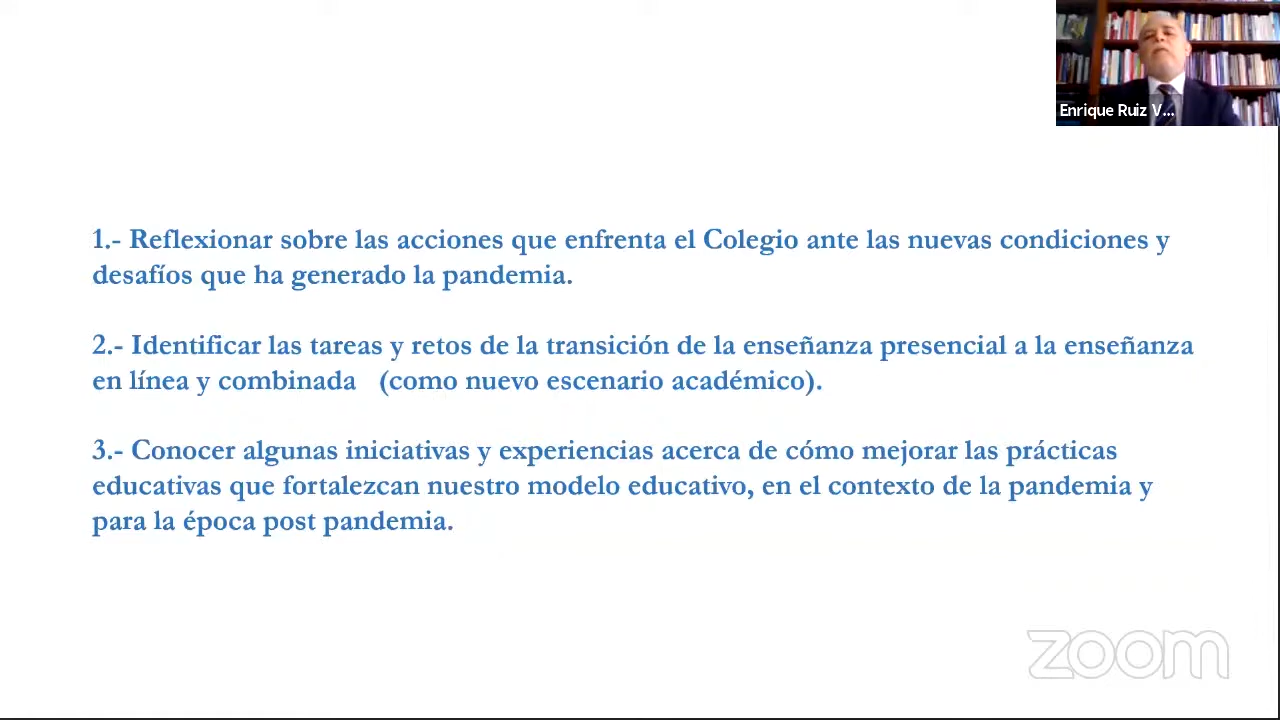 Enrique Ruiz V...
1.- Reflexionar sobre las acciones que enfrenta el Colegio ante las nuevas condiciones y
desafíos que ha generado la pandemia.
2.- Identificar las tareas y retos de la transición de la enseñanza presencial a la enseñanza
en línea y combinada (como nuevo escenario académico).
3.- Conocer algunas iniciativas y experiencias acerca de cómo mejorar las prácticas
educativas que fortalezcan nuestro modelo educativo, en el contexto de la pandemia y
para la época post pandemia.
zoom